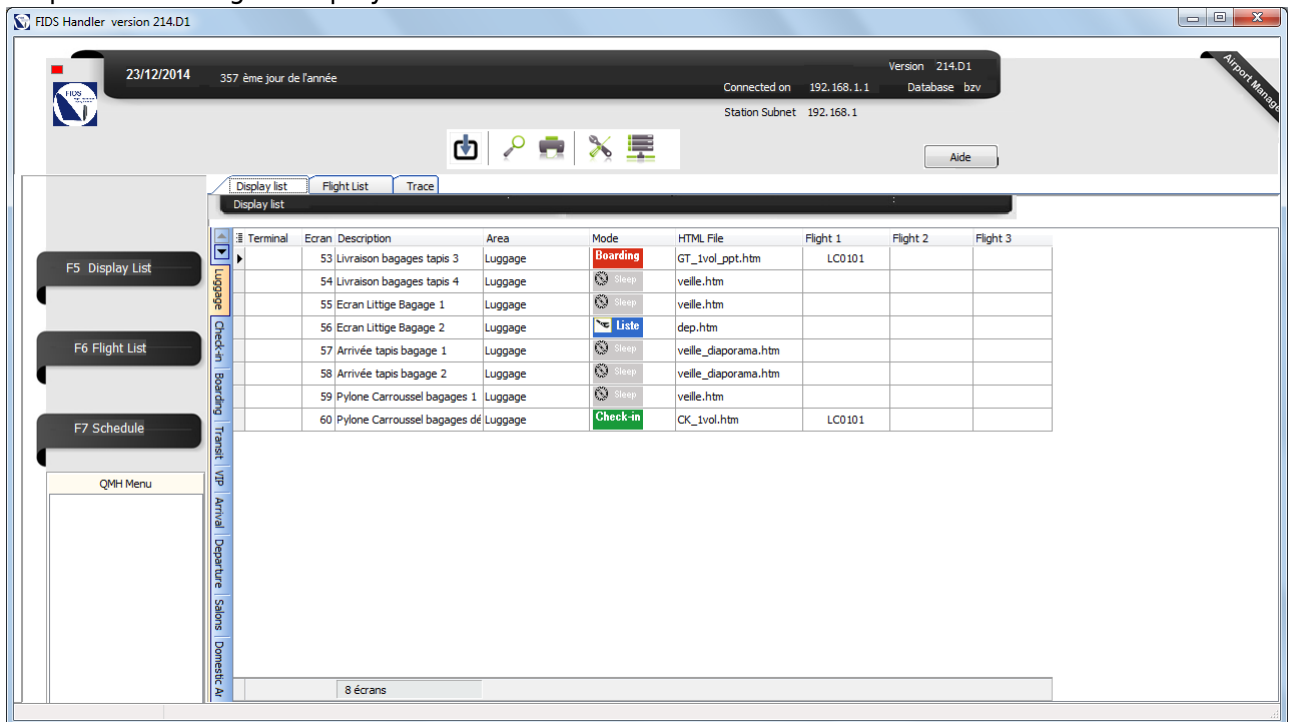 FIDS Handler version 214.D1
23/12/2014 357 ème jour de l'année Version 214.D1
Connected on 192.168.1.1 Database bzv
Station Subnet 192.168.1
FIDS
Aide
Display list Flight List Trace
Display list
Terminal Ecran Description Area Mode HTML File Flight 1 Flight 2 Flight 3
53 Livraison bagages tapis 3 Luggage Boarding GT_1vol_ppt.htm LC0101
54 Livraison bagages tapis 4 Luggage Sleep veille.htm
55 Ecran Littige Bagage 1 Luggage Sleep veille.htm
56 Ecran Littige Bagage 2 Luggage Liste dep.htm
57 Arrivée tapis bagage 1 Luggage Sleep veille_diaporama.htm
58 Arrivée tapis bagage 2 Luggage Sleep veille_diaporama.htm
59 Pylone Carroussel bagages 1 Luggage Sleep veille.htm
60 Pylone Carroussel bagages dé Luggage Check-in CK_1vol.htm LC0101
8 écrans
F5 Display List
F6 Flight List
F7 Schedule
QMH Menu
Luggage
Check-in
Boarding
Transit
VIP
Arrival
Departure
Salons
Domestic Ar
Airport Manage